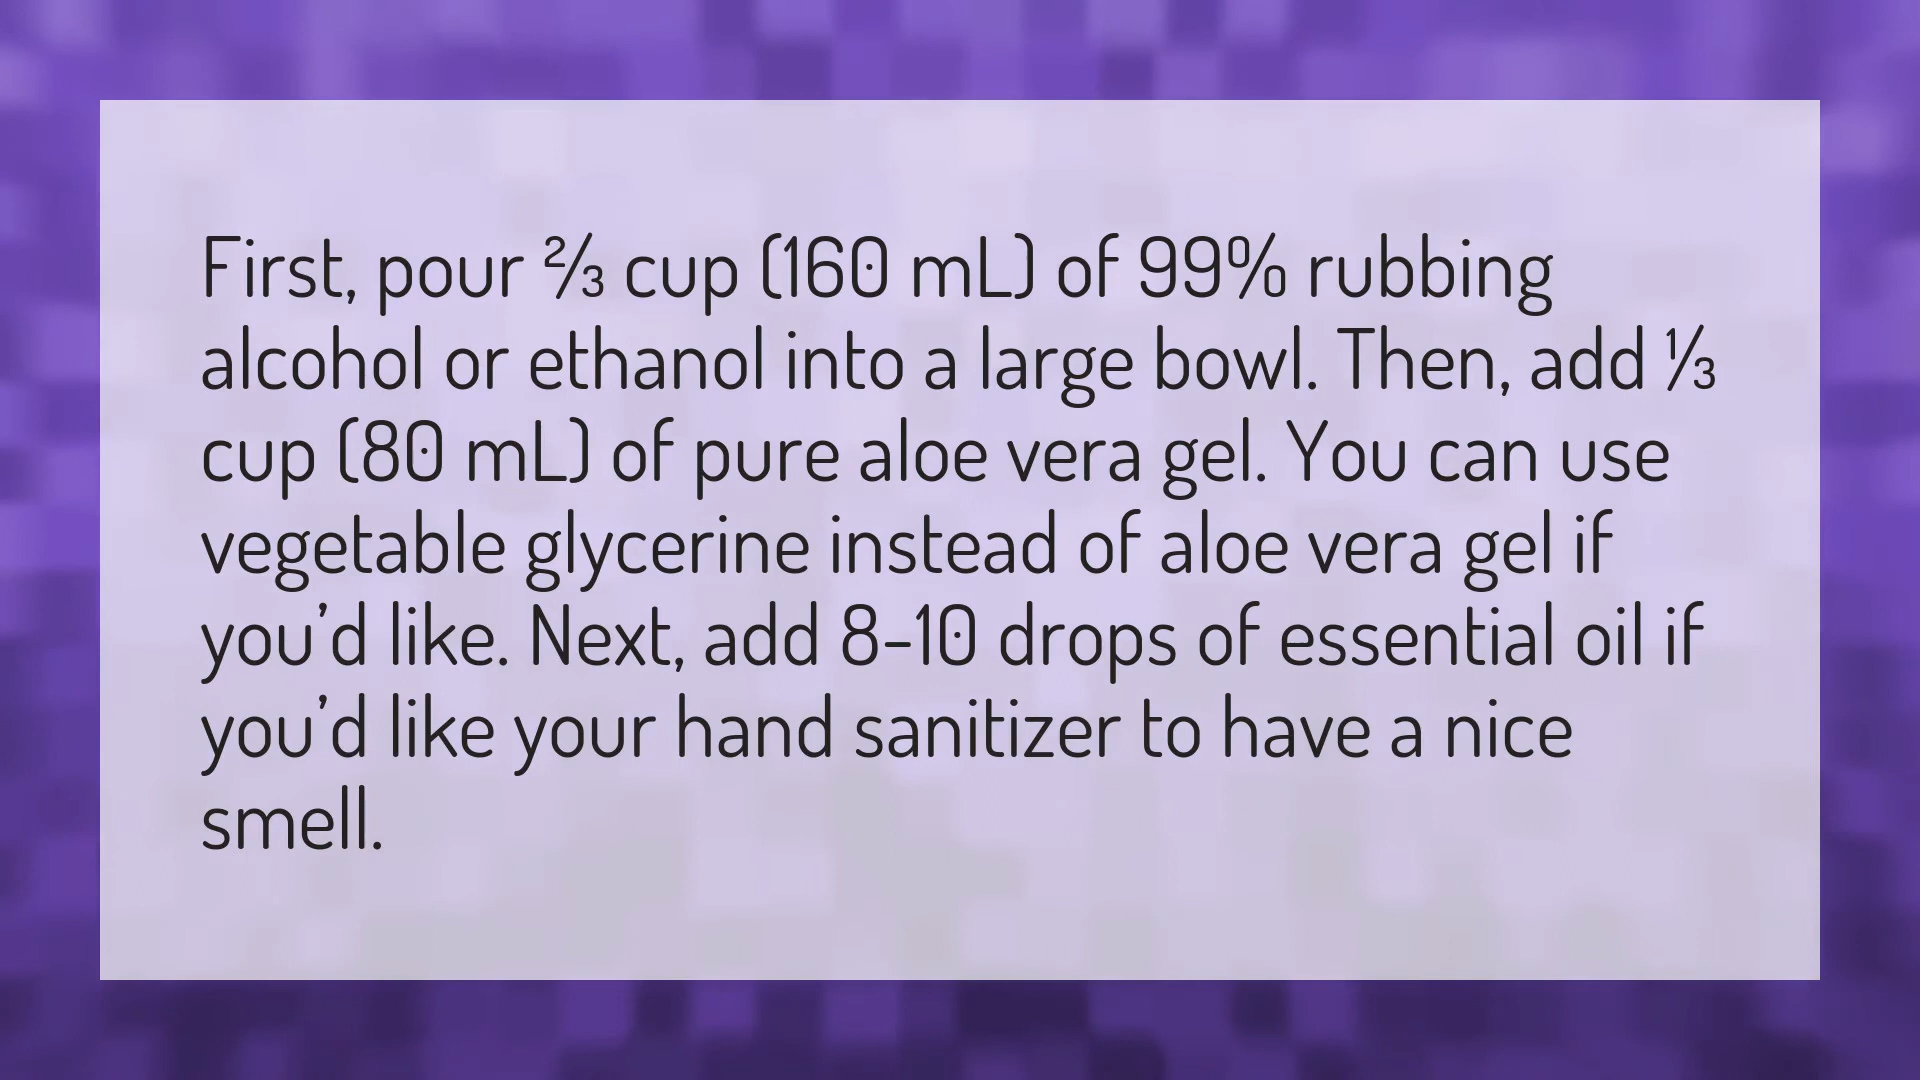 First, pour ⅔ cup (160 mL) of 99% rubbing
alcohol or ethanol into a large bowl. Then, add ⅓
cup (80 mL) of pure aloe vera gel. You can use
vegetable glycerine instead of aloe vera gel if
you’d like. Next, add 8-10 drops of essential oil if
you’d like your hand sanitizer to have a nice
smell.